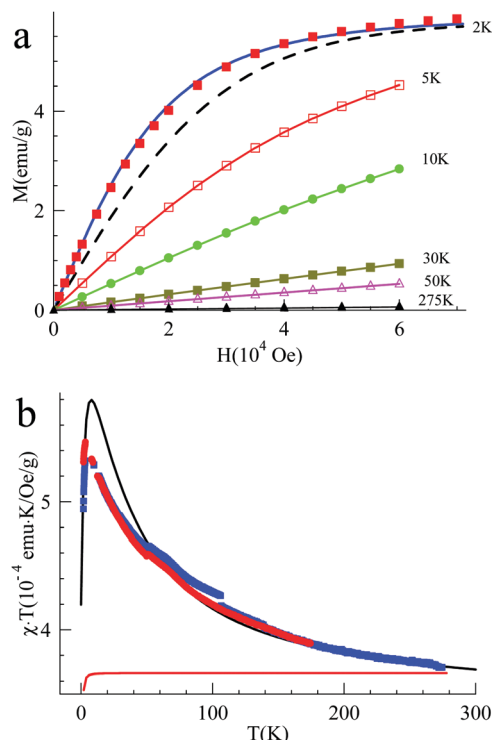 a
2K
5K
10K
30K
50K
275K
M(emu/g)
4
2
0
0
2
4
6
H(10⁴ Oe)
b
χ·T(10⁻⁴ emu·K/Oe/g)
5
4
0
100
200
300
T(K)